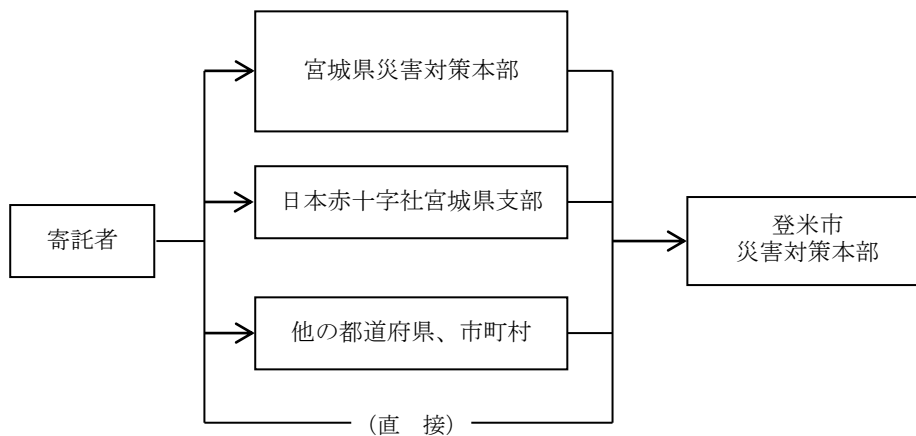 宮城県災害対策本部
日本赤十字社宮城県支部
寄託者
登米市
災害対策本部
他の都道府県、市町村
(直　接)